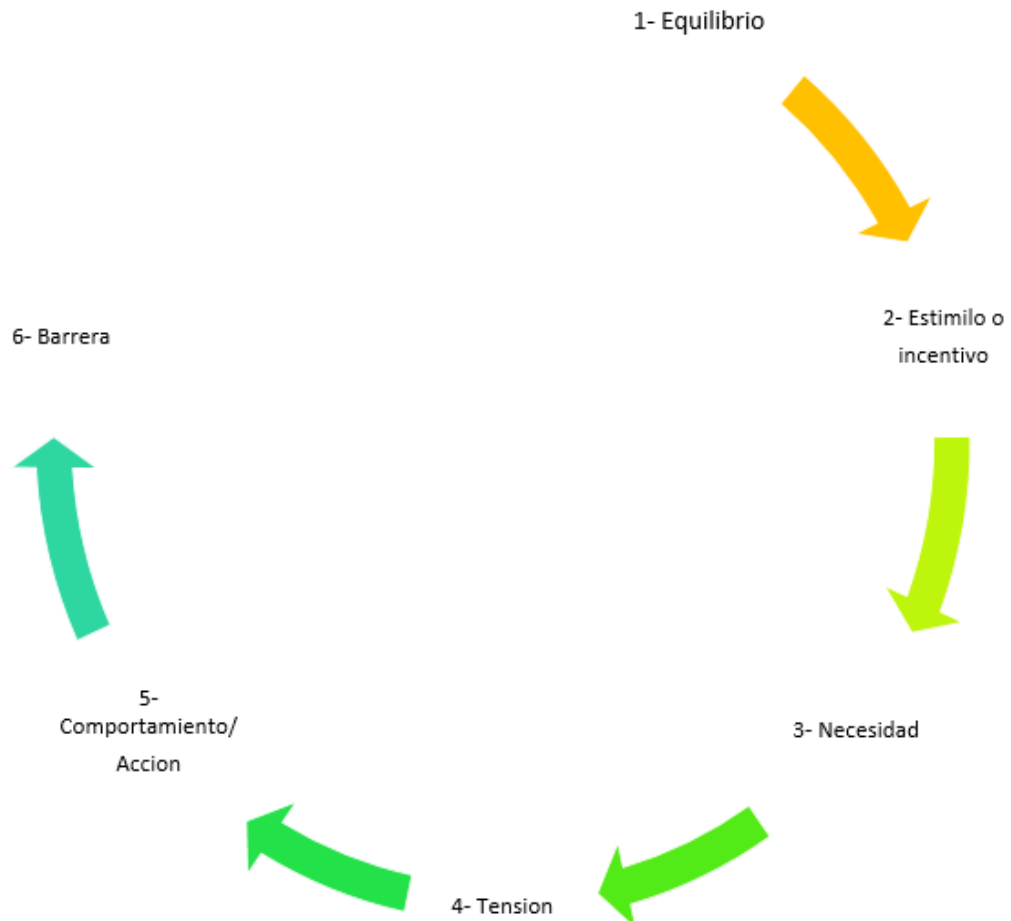 1- Equilibrio
2- Estimilo o
incentivo
3- Necesidad
4- Tension
5-
Comportamiento/
Accion
6- Barrera